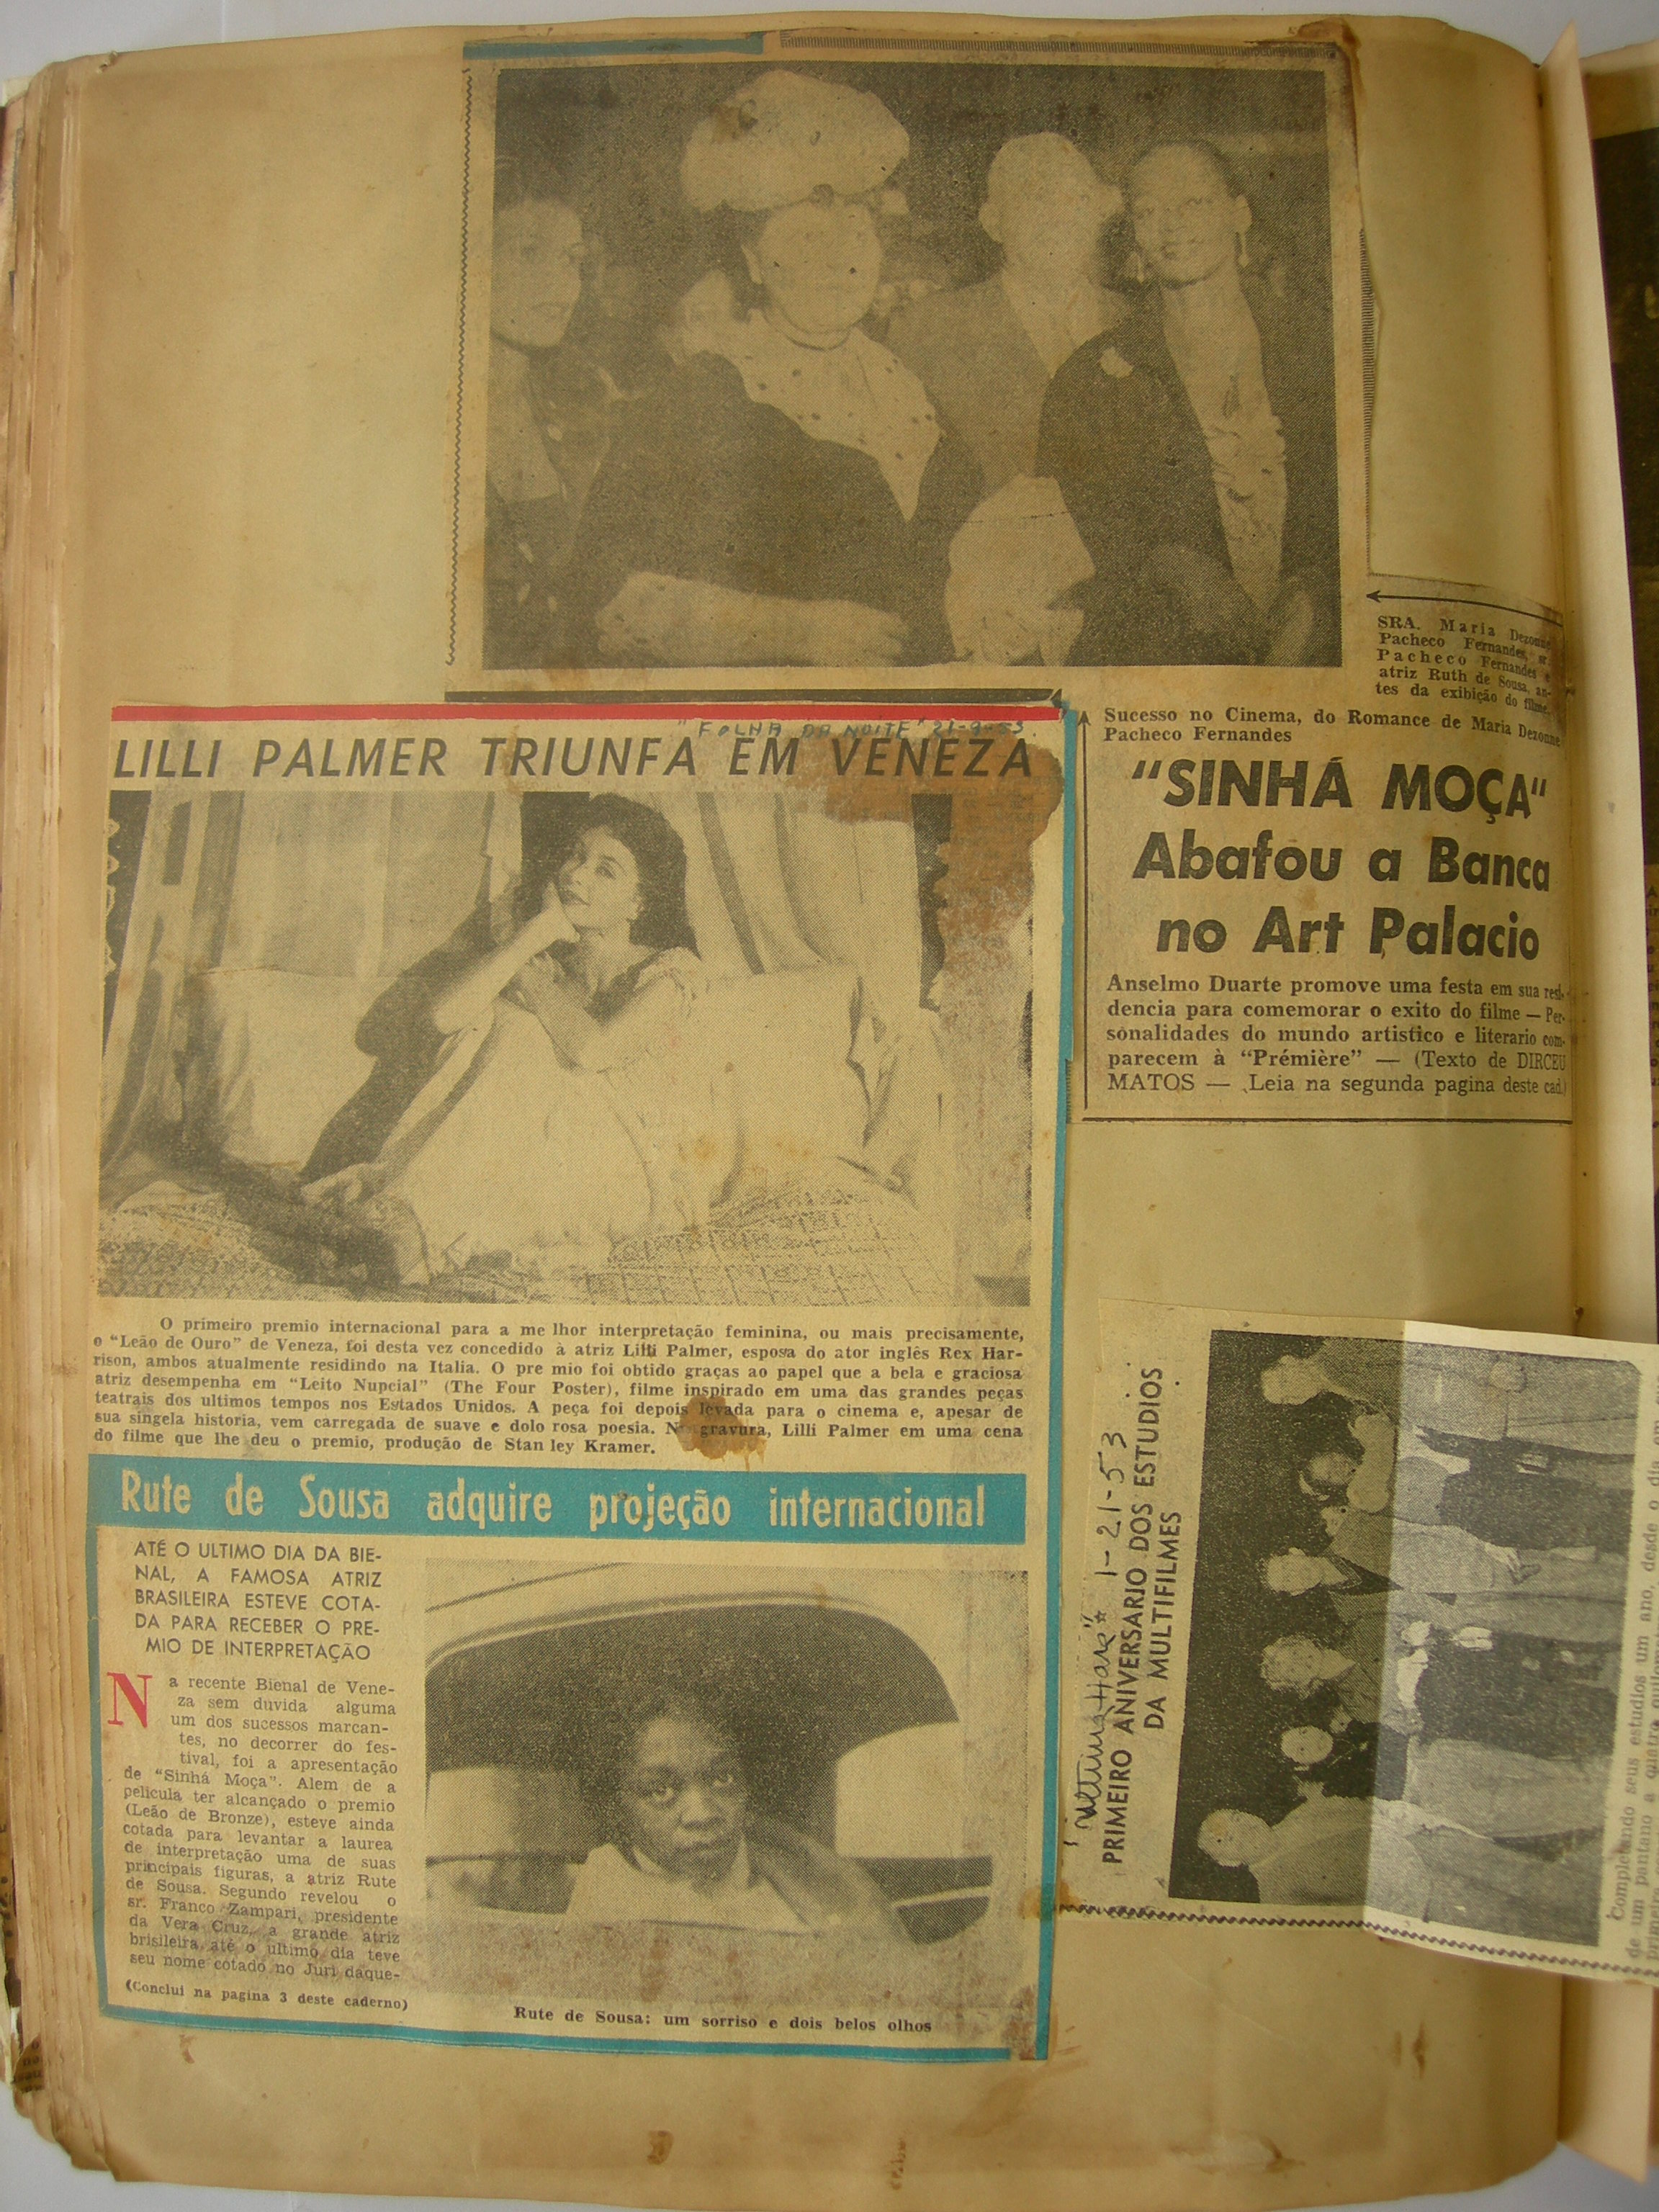 SRA. Maria Dezonne
Pacheco Fernandes, sr.
Pacheco Fernandes e
atriz Ruth de Sousa, an-
tes da exibição do filme.
Sucesso no Cinema, do Romance de Maria Dezonne
Pacheco Fernandes
"SINHÁ MOÇA"
Abafou a Banca
no Art Palacio
Anselmo Duarte promove uma festa em sua resi-
dencia para comemorar o exito do filme — Per-
sonalidades do mundo artistico e literario com-
parecem à "Prémière" — (Texto de DIRCEU
MATOS — Leia na segunda pagina deste cad.)
"FOLHA DA NOITE" 21-9-53.
LILLI PALMER TRIUNFA EM VENEZA
O primeiro premio internacional para a me lhor interpretação feminina, ou mais precisamente,
o "Leão de Ouro" de Veneza, foi desta vez concedido à atriz Lilli Palmer, esposa do ator inglês Rex Har-
rison, ambos atualmente residindo na Italia. O pre mio foi obtido graças ao papel que a bela e graciosa
atriz desempenha em "Leito Nupcial" (The Four Poster), filme inspirado em uma das grandes peças
teatrais dos ultimos tempos nos Estados Unidos. A peça foi depois levada para o cinema e, apesar de
sua singela historia, vem carregada de suave e dolo rosa poesia. Na gravura, Lilli Palmer em uma cena
do filme que lhe deu o premio, produção de Stan ley Kramer.
Rute de Sousa adquire projeção internacional
ATÉ O ULTIMO DIA DA BIE-
NAL, A FAMOSA ATRIZ
BRASILEIRA ESTEVE COTA-
DA PARA RECEBER O PRE-
MIO DE INTERPRETAÇÃO
Na recente Bienal de Vene-
za sem duvida alguma
um dos sucessos marcan-
tes, no decorrer do fes-
tival, foi a apresentação
de "Sinhá Moça". Alem de a
pelicula ter alcançado o premio
(Leão de Bronze), esteve ainda
cotada para levantar a laurea
de interpretação uma de suas
principais figuras, a atriz Rute
de Sousa. Segundo revelou o
sr. Franco Zampari, presidente
da Vera Cruz, a grande atriz
brisileira até o ultimo dia teve
seu nome cotado no Juri daque-
(Conclui na pagina 3 deste caderno)
Rute de Sousa: um sorriso e dois belos olhos
1-21-53
PRIMEIRO ANIVERSARIO DOS ESTUDIOS
DA MULTIFILMES
Completando seus estudios um ano, desde o dia em
de um pantano a quatro